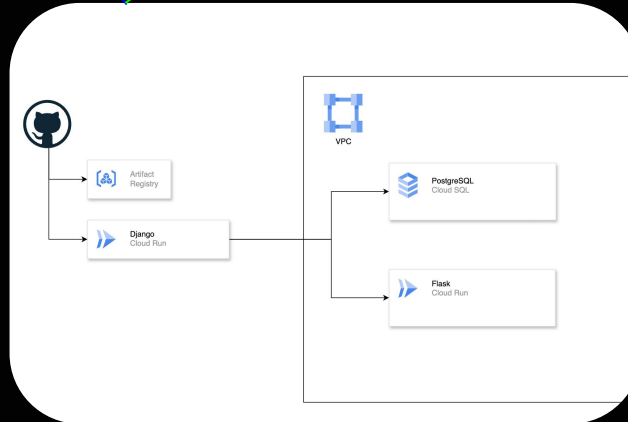 VPC
Artifact
Registry
PostgreSQL
Cloud SQL
Django
Cloud Run
Flask
Cloud Run